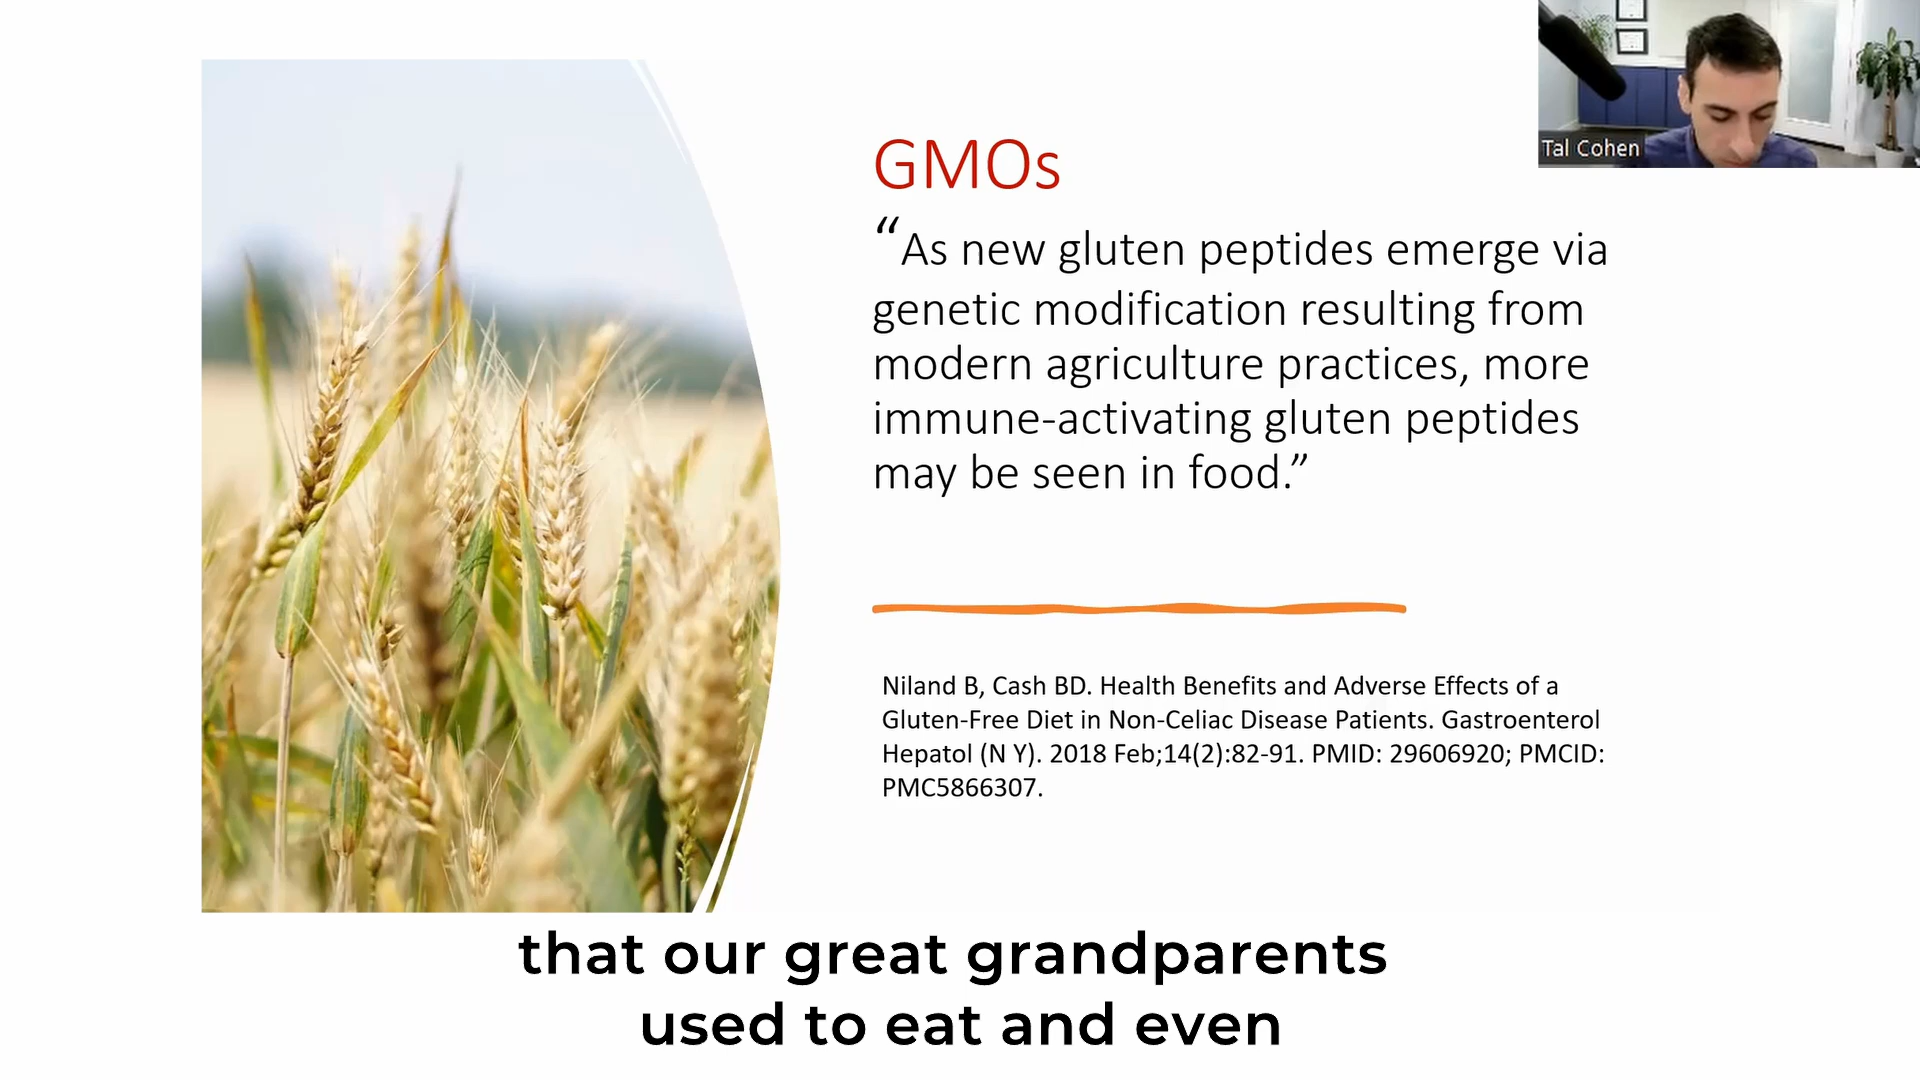 Tal Cohen
GMOs
“As new gluten peptides emerge via
genetic modification resulting from
modern agriculture practices, more
immune-activating gluten peptides
may be seen in food.”
Niland B, Cash BD. Health Benefits and Adverse Effects of a
Gluten-Free Diet in Non-Celiac Disease Patients. Gastroenterol
Hepatol (N Y). 2018 Feb;14(2):82-91. PMID: 29606920; PMCID:
PMC5866307.
that our great grandparents
used to eat and even